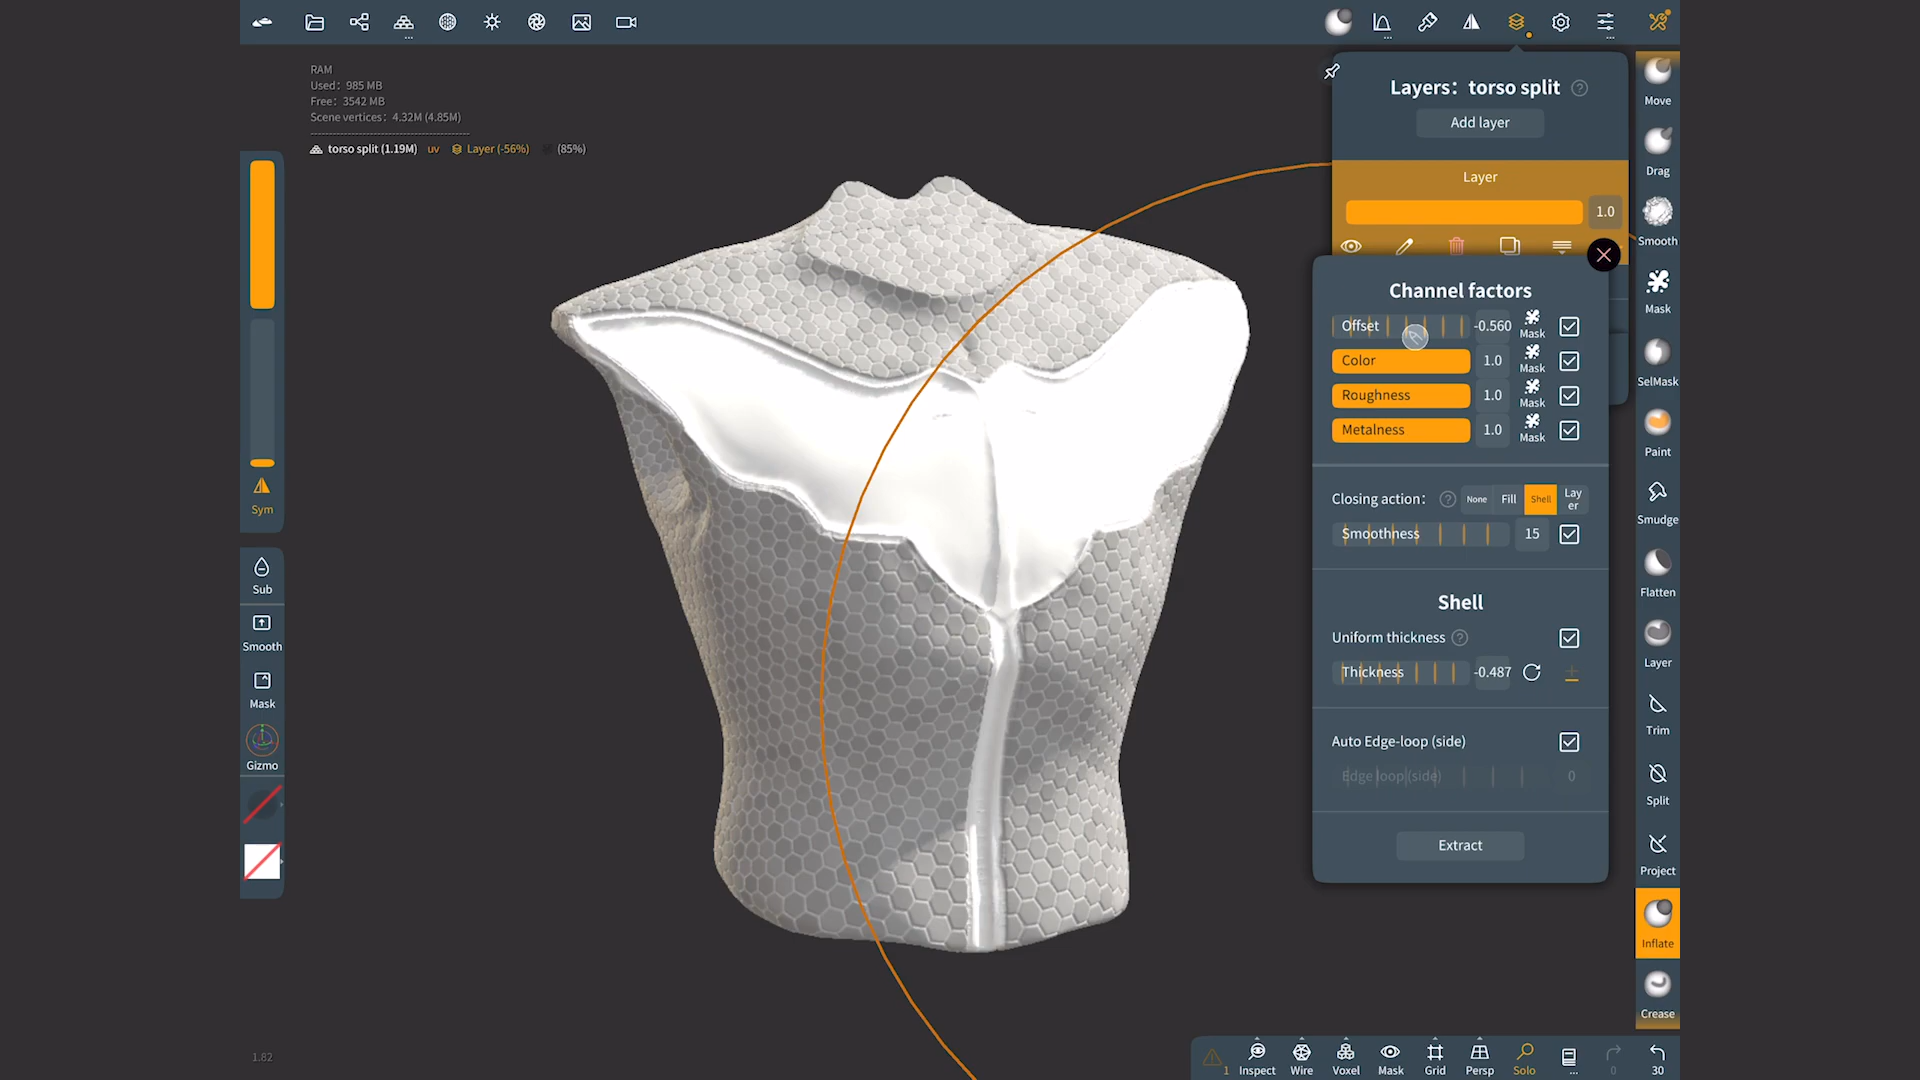 RAM
Used: 985 MB
Free: 3542 MB
Scene vertices: 4.32M (4.85M)
torso split (1.19M) uv Layer (-56%) (85%)
Sym
Sub
Smooth
Mask
Gizmo
1.82
Layers: torso split ?
Add layer
Layer
1.0
Channel factors
Offset -0.560 Mask
Color 1.0 Mask
Roughness 1.0 Mask
Metalness 1.0 Mask
Closing action: ? None Fill Shell Lay
er
Smoothness 15
Shell
Uniform thickness ?
Thickness -0.487
Auto Edge-loop (side)
Edge loop (side) 0
Extract
Move
Drag
Smooth
Mask
SelMask
Paint
Smudge
Flatten
Layer
Trim
Split
Project
Inflate
Crease
1 Inspect Wire Voxel Mask Grid Persp Solo ... 0 30